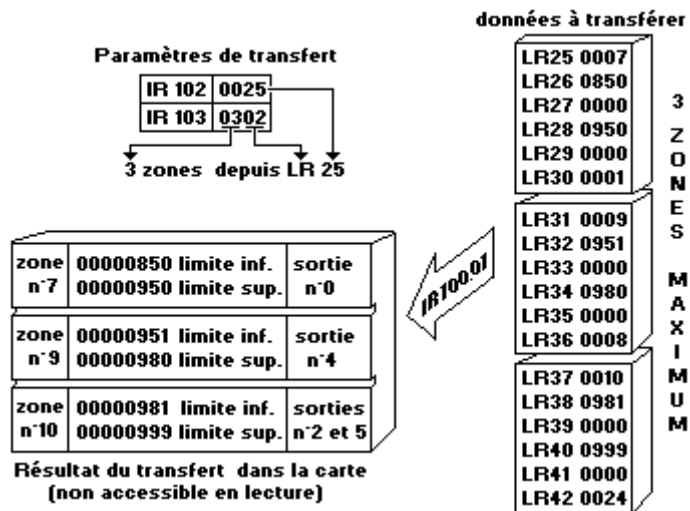 données à transférer
Paramètres de transfert
IR 102 0025
IR 103 0302
3 zones depuis LR 25
LR25 0007
LR26 0850
LR27 0000
LR28 0950
LR29 0000
LR30 0001
LR31 0009
LR32 0951
LR33 0000
LR34 0980
LR35 0000
LR36 0008
LR37 0010
LR38 0981
LR39 0000
LR40 0999
LR41 0000
LR42 0024
3 ZONES MAXIMUM
IR100.01
zone 00000850 limite inf. sortie
n°7 00000950 limite sup. n°0
zone 00000951 limite inf. sortie
n°9 00000980 limite sup. n°4
zone 00000981 limite inf. sorties
n°10 00000999 limite sup. n°2 et 5
Résultat du transfert dans la carte
(non accessible en lecture)